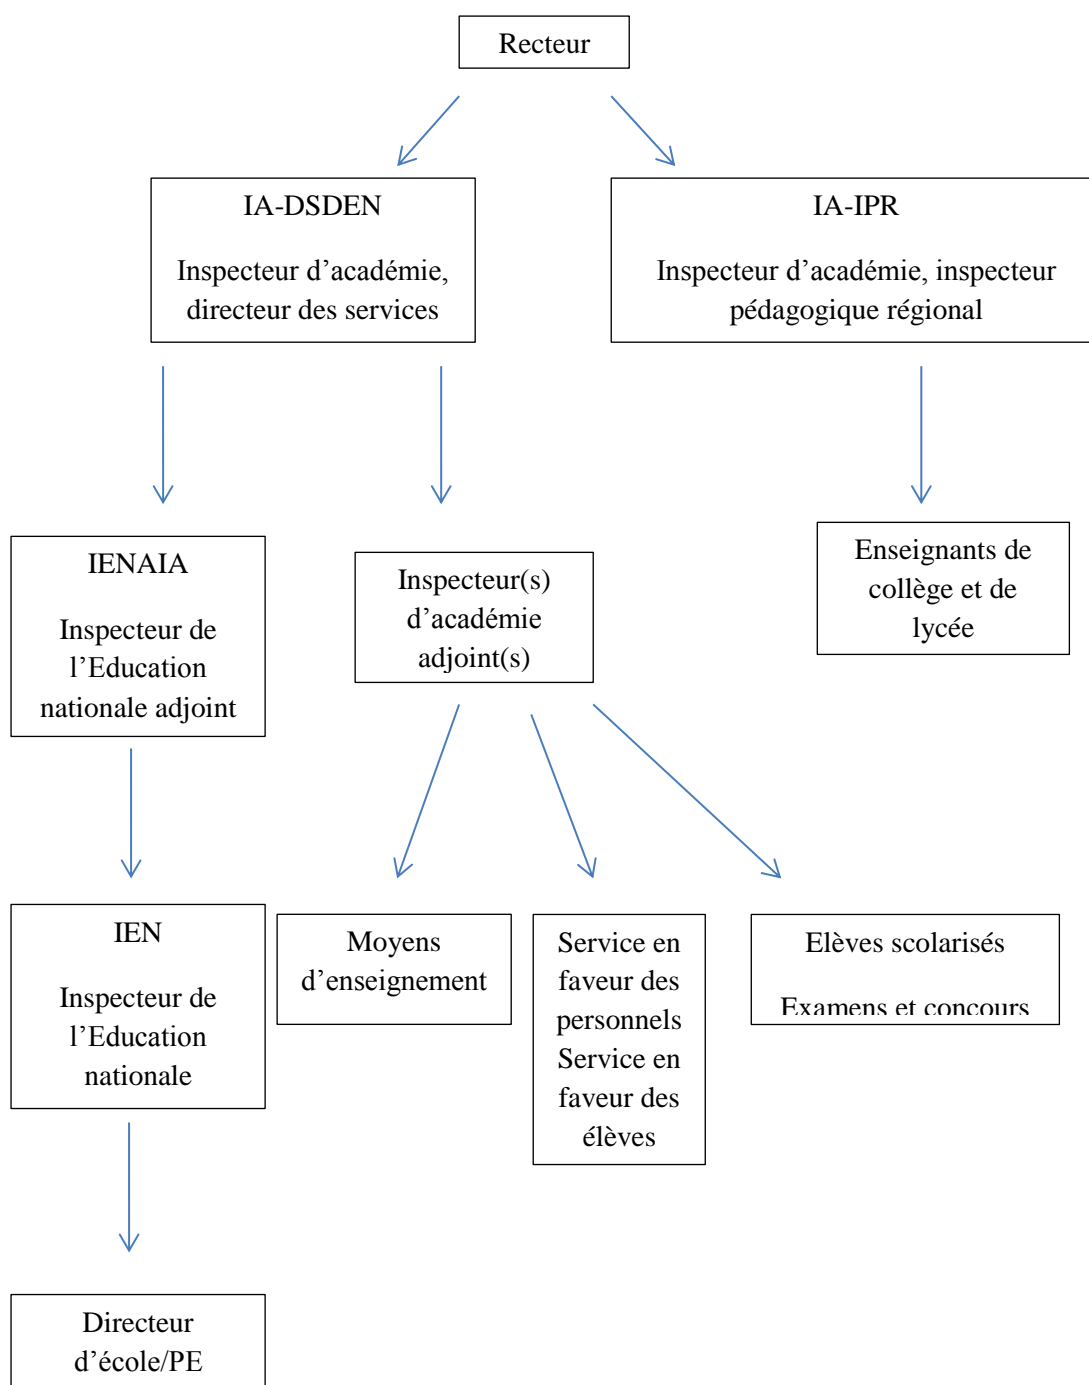 Recteur
IA-DSDEN
Inspecteur d’académie,
directeur des services
IA-IPR
Inspecteur d’académie, inspecteur
pédagogique régional
IENAIA
Inspecteur de
l’Education
nationale adjoint
Inspecteur(s)
d’académie
adjoint(s)
Enseignants de
collège et de
lycée
IEN
Inspecteur de
l’Education
nationale
Moyens
d’enseignement
Service en
faveur des
personnels
Service en
faveur des
élèves
Elèves scolarisés
Examens et concours
Directeur
d’école/PE